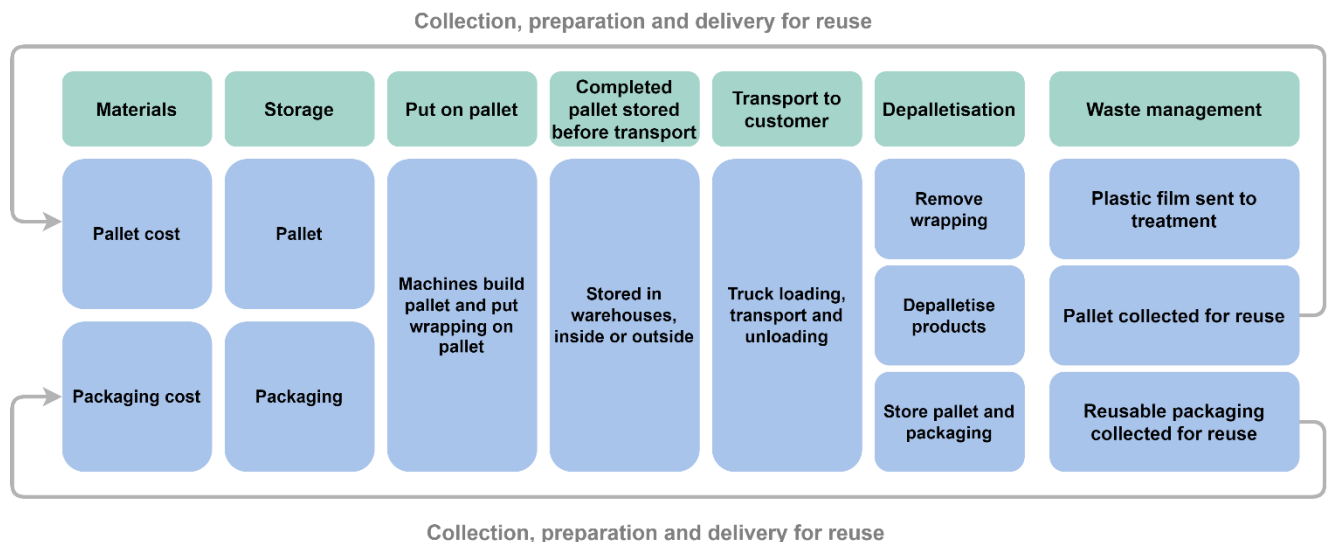 Collection, preparation and delivery for reuse
Materials
Storage
Put on pallet
Completed
pallet stored
before transport
Transport to
customer
Depalletisation
Waste management
Pallet cost
Pallet
Machines build
pallet and put
wrapping on
pallet
Stored in
warehouses,
inside or outside
Truck loading,
transport and
unloading
Remove
wrapping
Plastic film sent to
treatment
Depalletise
products
Pallet collected for reuse
Packaging cost
Packaging
Store pallet and
packaging
Reusable packaging
collected for reuse
Collection, preparation and delivery for reuse